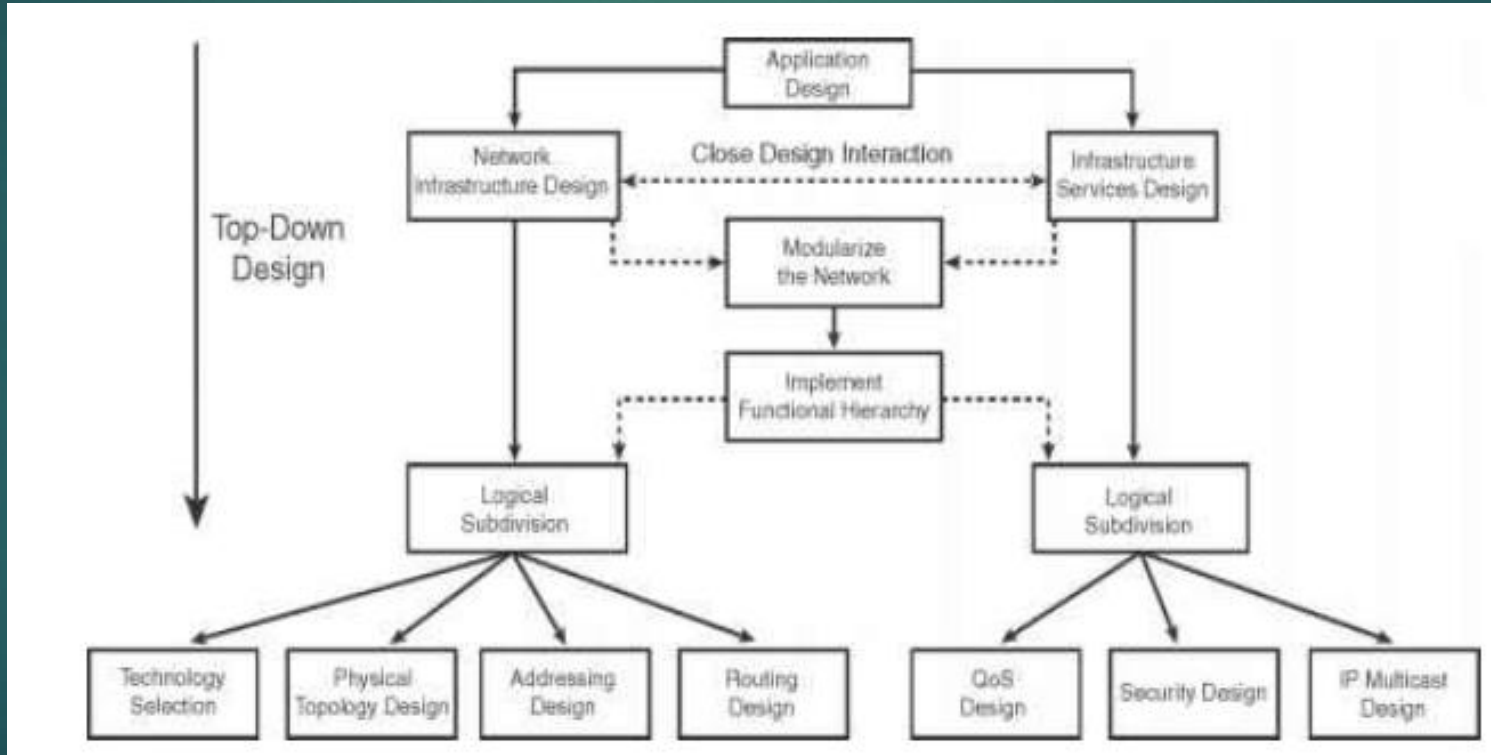 Application
Design
Network
Infrastructure Design
Close Design Interaction
Infrastructure
Services Design
Top-Down
Design
Modularize
the Network
Implement
Functional Hierarchy
Logical
Subdivision
Logical
Subdivision
Technology
Selection
Physical
Topology Design
Addressing
Design
Routing
Design
QoS
Design
Security Design
IP Multicast
Design